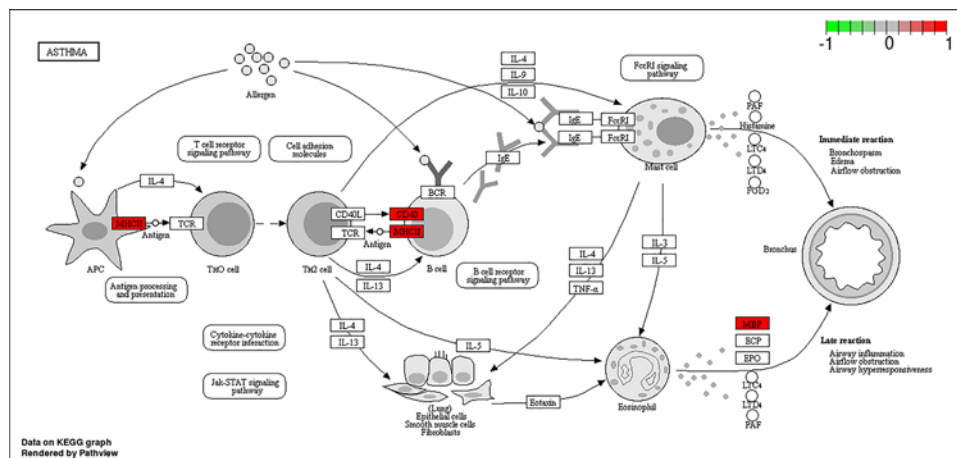 -1 0 1
ASTHMA
Allergen
IL-4
IL-9
IL-10
FcεRI signaling
pathway
T cell receptor
signaling pathway
Cell adhesion
molecules
IgE
FcεRI
IgE
FcεRI
IgE
Mast cell
PAF
Histamine
LTC4
LTD4
PGD2
Immediate reaction
Bronchospasm
Edema
Airflow obstruction
IL-4
BCR
MHCII
TCR
Antigen
CD40L
CD40
TCR
MHCII
Antigen
APC
TH0 cell
TH2 cell
B cell
IL-4
IL-13
B cell receptor
signaling pathway
Antigen processing
and presentation
IL-4
IL-13
TNF-α
IL-3
IL-5
Bronchus
Cytokine-cytokine
receptor interaction
IL-4
IL-13
IL-5
Jak-STAT signaling
pathway
(Lung)
Epithelial cells
Smooth muscle cells
Fibroblasts
Eotaxin
Eosinophil
MBP
ECP
EPO
LTC4
LTD4
PAF
Late reaction
Airway inflammation
Airflow obstruction
Airway hyperresponsiveness
Data on KEGG graph
Rendered by Pathview